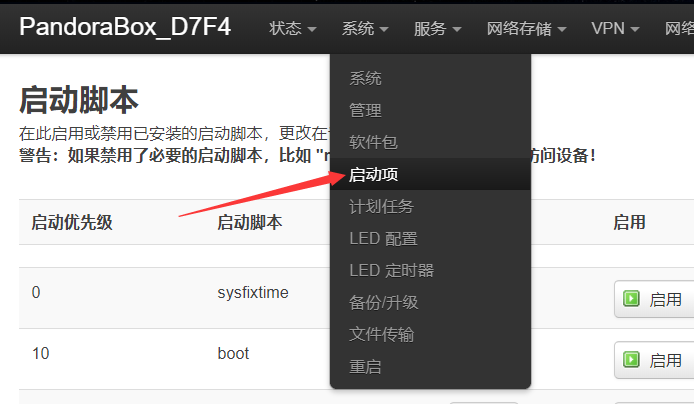 PandoraBox_D7F4 状态 系统 服务 网络存储 VPN 网络
系统
管理
软件包
启动项
计划任务
LED 配置
LED 定时器
备份/升级
文件传输
重启
启动脚本
在此启用或禁用已安装的启动脚本，更改在
警告：如果禁用了必要的启动脚本，比如 "n 访问设备！
启动优先级 启动脚本 启用
0 sysfixtime 启用
10 boot 启用